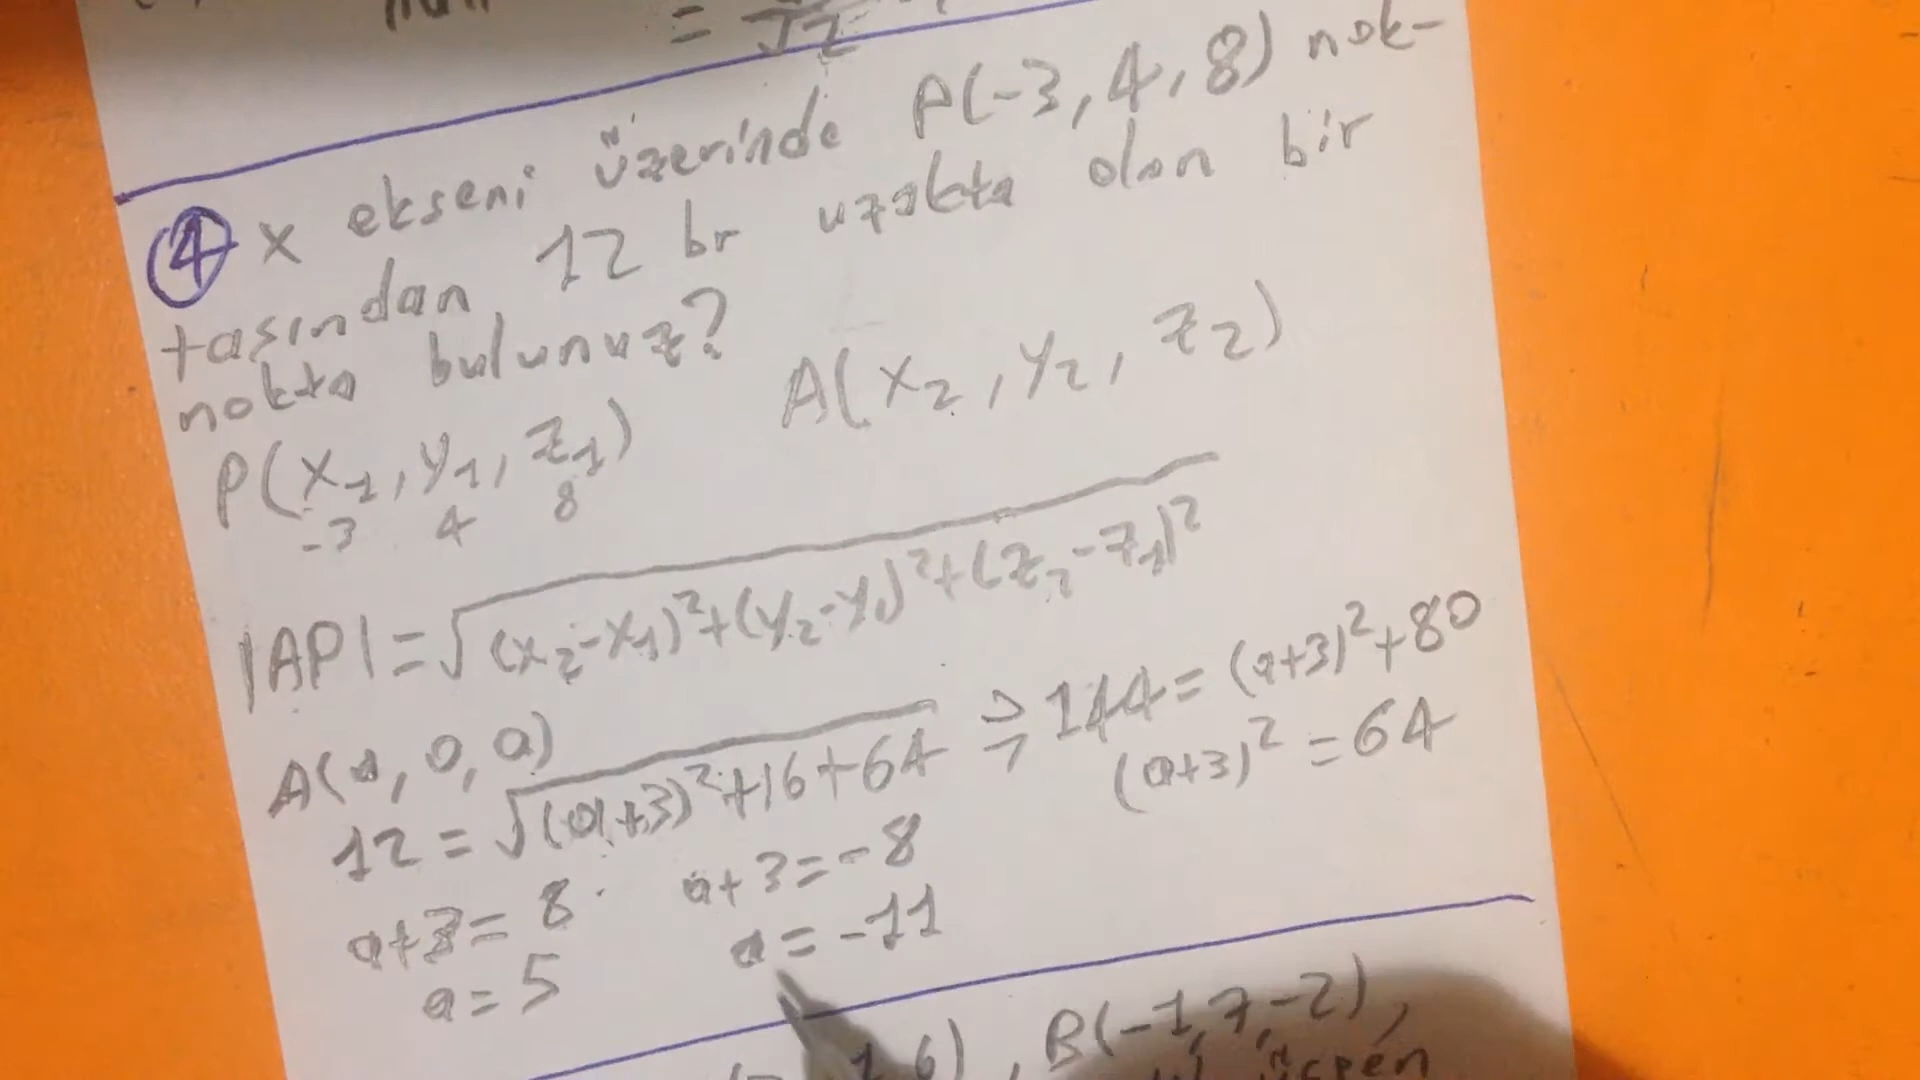 = √2
④ x ekseni üzerinde P(-3, 4, 8) nok-
tasından 12 br uzakta olan bir
nokta bulunuz?
P(x₁, y₁, z₁) A(x₂, y₂, z₂)
-3 4 8
|AP| = √(x₂-x₁)²+(y₂-y₁)²+(z₂-z₁)²
A(a, 0, 0)
12 = √(a+3)²+16+64 ⇒ 144 = (a+3)²+80
(a+3)² = 64
a+3 = 8 a+3 = -8
a = 5 a = -11
1 6), B(-1, 7, -2),
üçgen